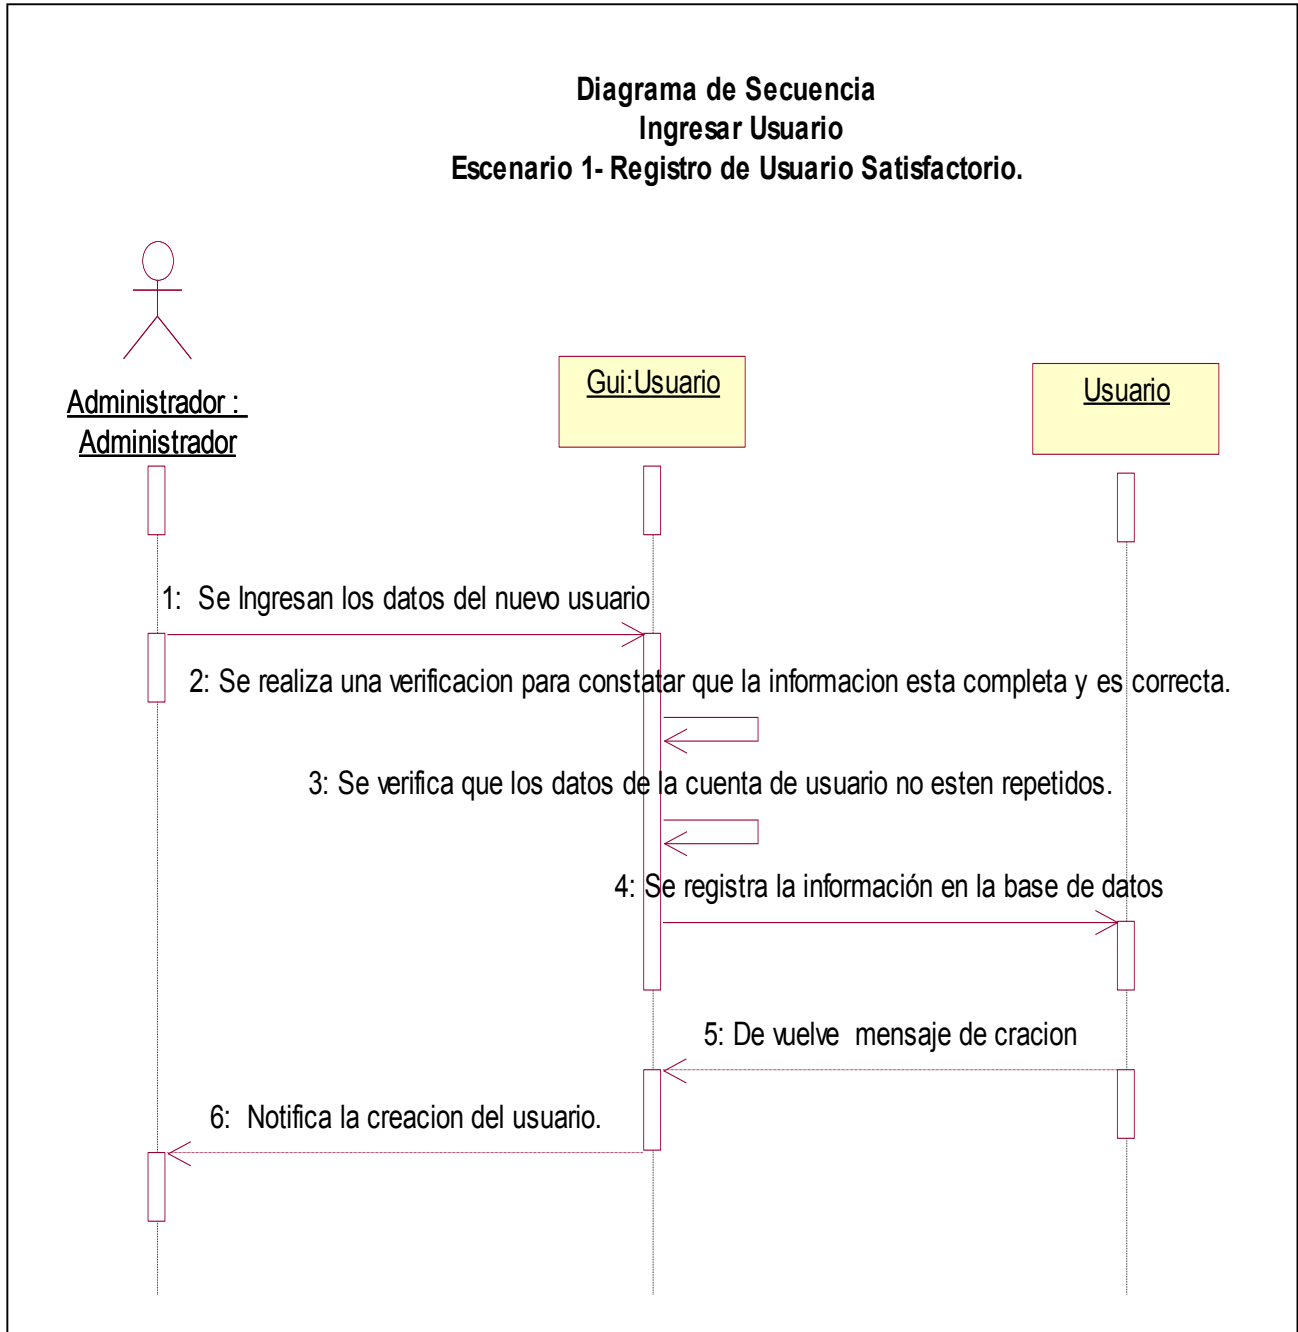 Diagrama de Secuencia
Ingresar Usuario
Escenario 1- Registro de Usuario Satisfactorio.
Administrador :
Administrador
Gui:Usuario
Usuario
1: Se Ingresan los datos del nuevo usuario
2: Se realiza una verificacion para constatar que la informacion esta completa y es correcta.
3: Se verifica que los datos de la cuenta de usuario no esten repetidos.
4: Se registra la información en la base de datos
5: De vuelve mensaje de cracion
6: Notifica la creacion del usuario.